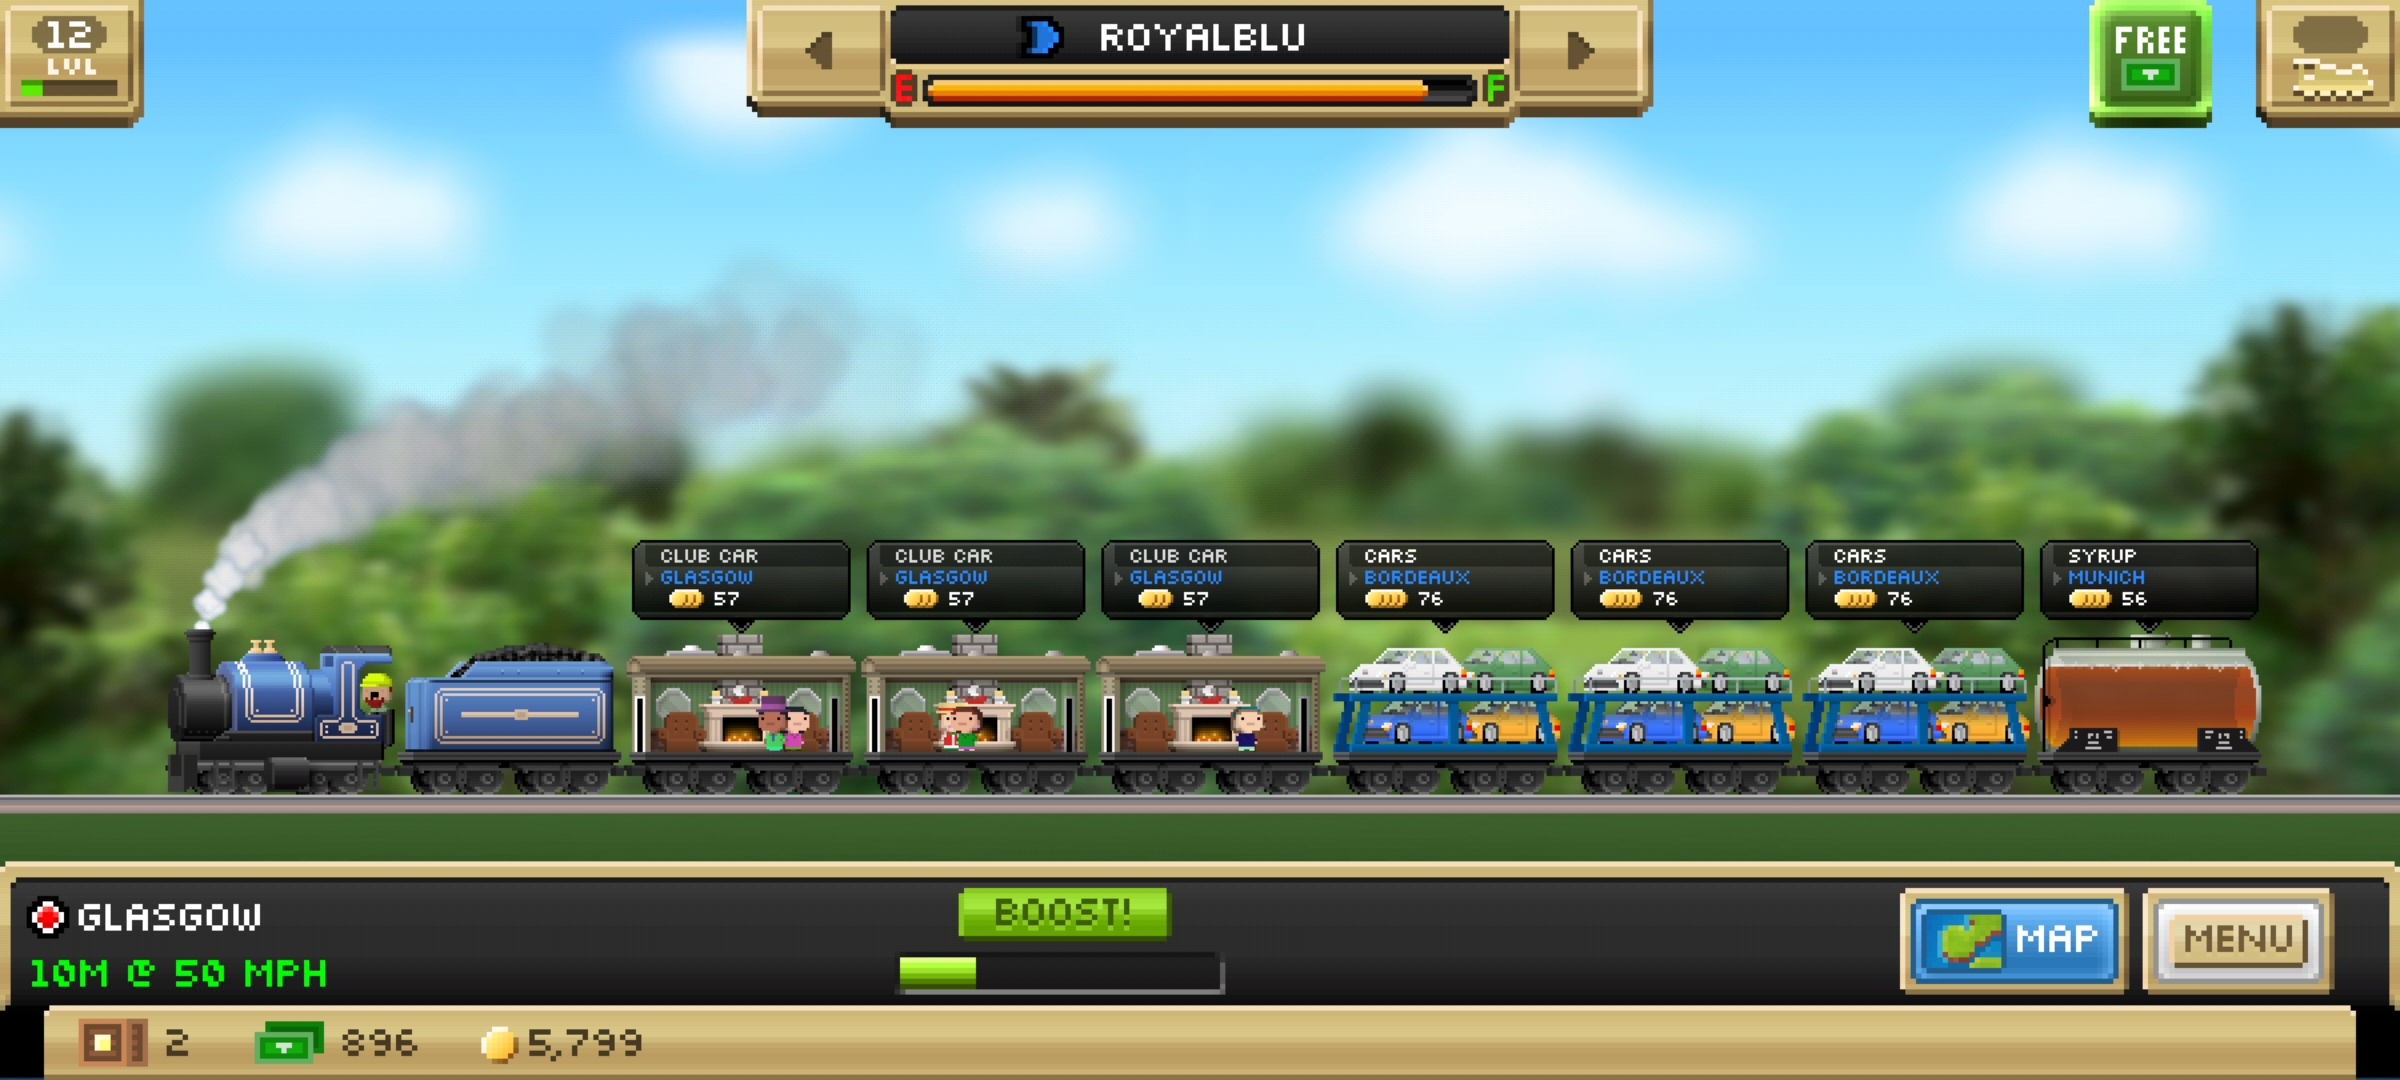 12
LVL
ROYALBLU
E
F
FREE
CLUB CAR
GLASGOW
57
CLUB CAR
GLASGOW
57
CLUB CAR
GLASGOW
57
CARS
BORDEAUX
76
CARS
BORDEAUX
76
CARS
BORDEAUX
76
SYRUP
MUNICH
56
GLASGOW
10M @ 50 MPH
BOOST!
MAP
MENU
2
896
5,799